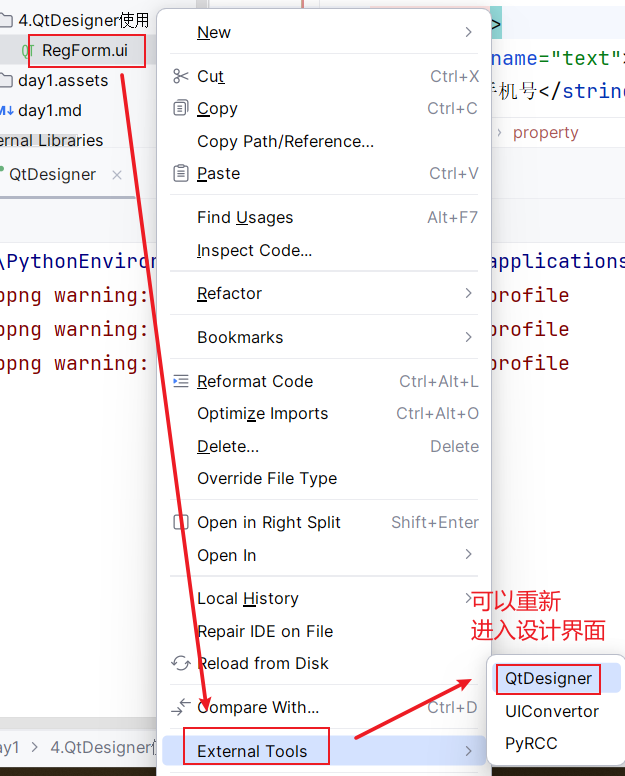 4.QtDesigner使用
RegForm.ui
day1.assets
day1.md
ernal Libraries
QtDesigner
name="text">
手机号</string
property
\PythonEnviron
applications
ppng warning:
profile
ppng warning:
profile
ppng warning:
profile
New
Cut Ctrl+X
Copy Ctrl+C
Copy Path/Reference...
Paste Ctrl+V
Find Usages Alt+F7
Inspect Code...
Refactor
Bookmarks
Reformat Code Ctrl+Alt+L
Optimize Imports Ctrl+Alt+O
Delete... Delete
Override File Type
Open in Right Split Shift+Enter
Open In
Local History
Repair IDE on File
Reload from Disk
Compare With... Ctrl+D
External Tools
可以重新
进入设计界面
QtDesigner
UIConvertor
PyRCC
ay1 > 4.QtDesigner